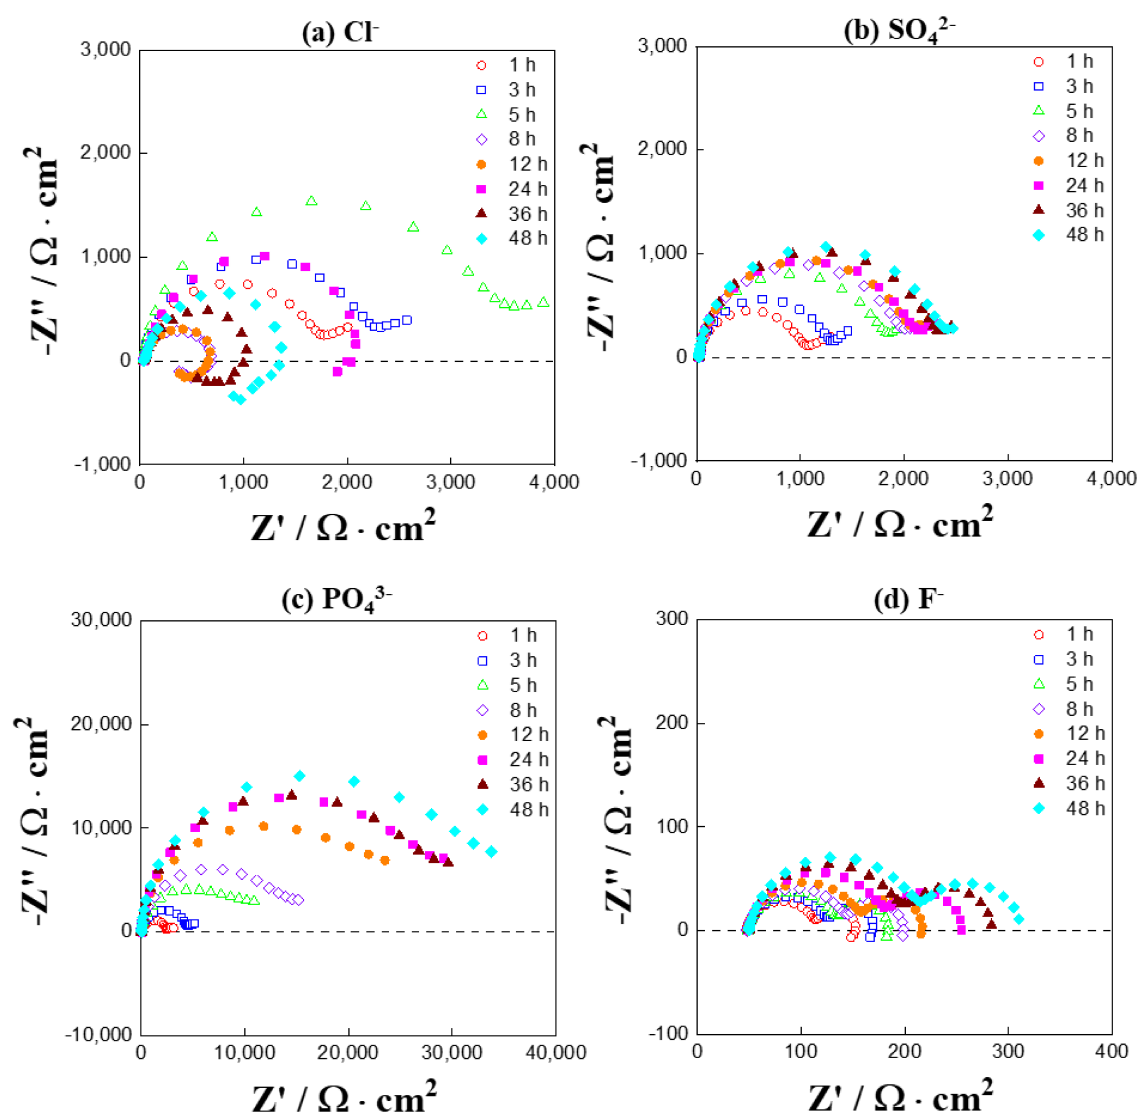 (a) Cl⁻
3,000
2,000
1,000
0
-1,000
-Z'' / Ω · cm²
1 h
3 h
5 h
8 h
12 h
24 h
36 h
48 h
0 1,000 2,000 3,000 4,000
Z' / Ω · cm²
(b) SO₄²⁻
3,000
2,000
1,000
0
-1,000
-Z'' / Ω · cm²
1 h
3 h
5 h
8 h
12 h
24 h
36 h
48 h
0 1,000 2,000 3,000 4,000
Z' / Ω · cm²
(c) PO₄³⁻
30,000
20,000
10,000
0
-10,000
-Z'' / Ω · cm²
1 h
3 h
5 h
8 h
12 h
24 h
36 h
48 h
0 10,000 20,000 30,000 40,000
Z' / Ω · cm²
(d) F⁻
300
200
100
0
-100
-Z'' / Ω · cm²
1 h
3 h
5 h
8 h
12 h
24 h
36 h
48 h
0 100 200 300 400
Z' / Ω · cm²